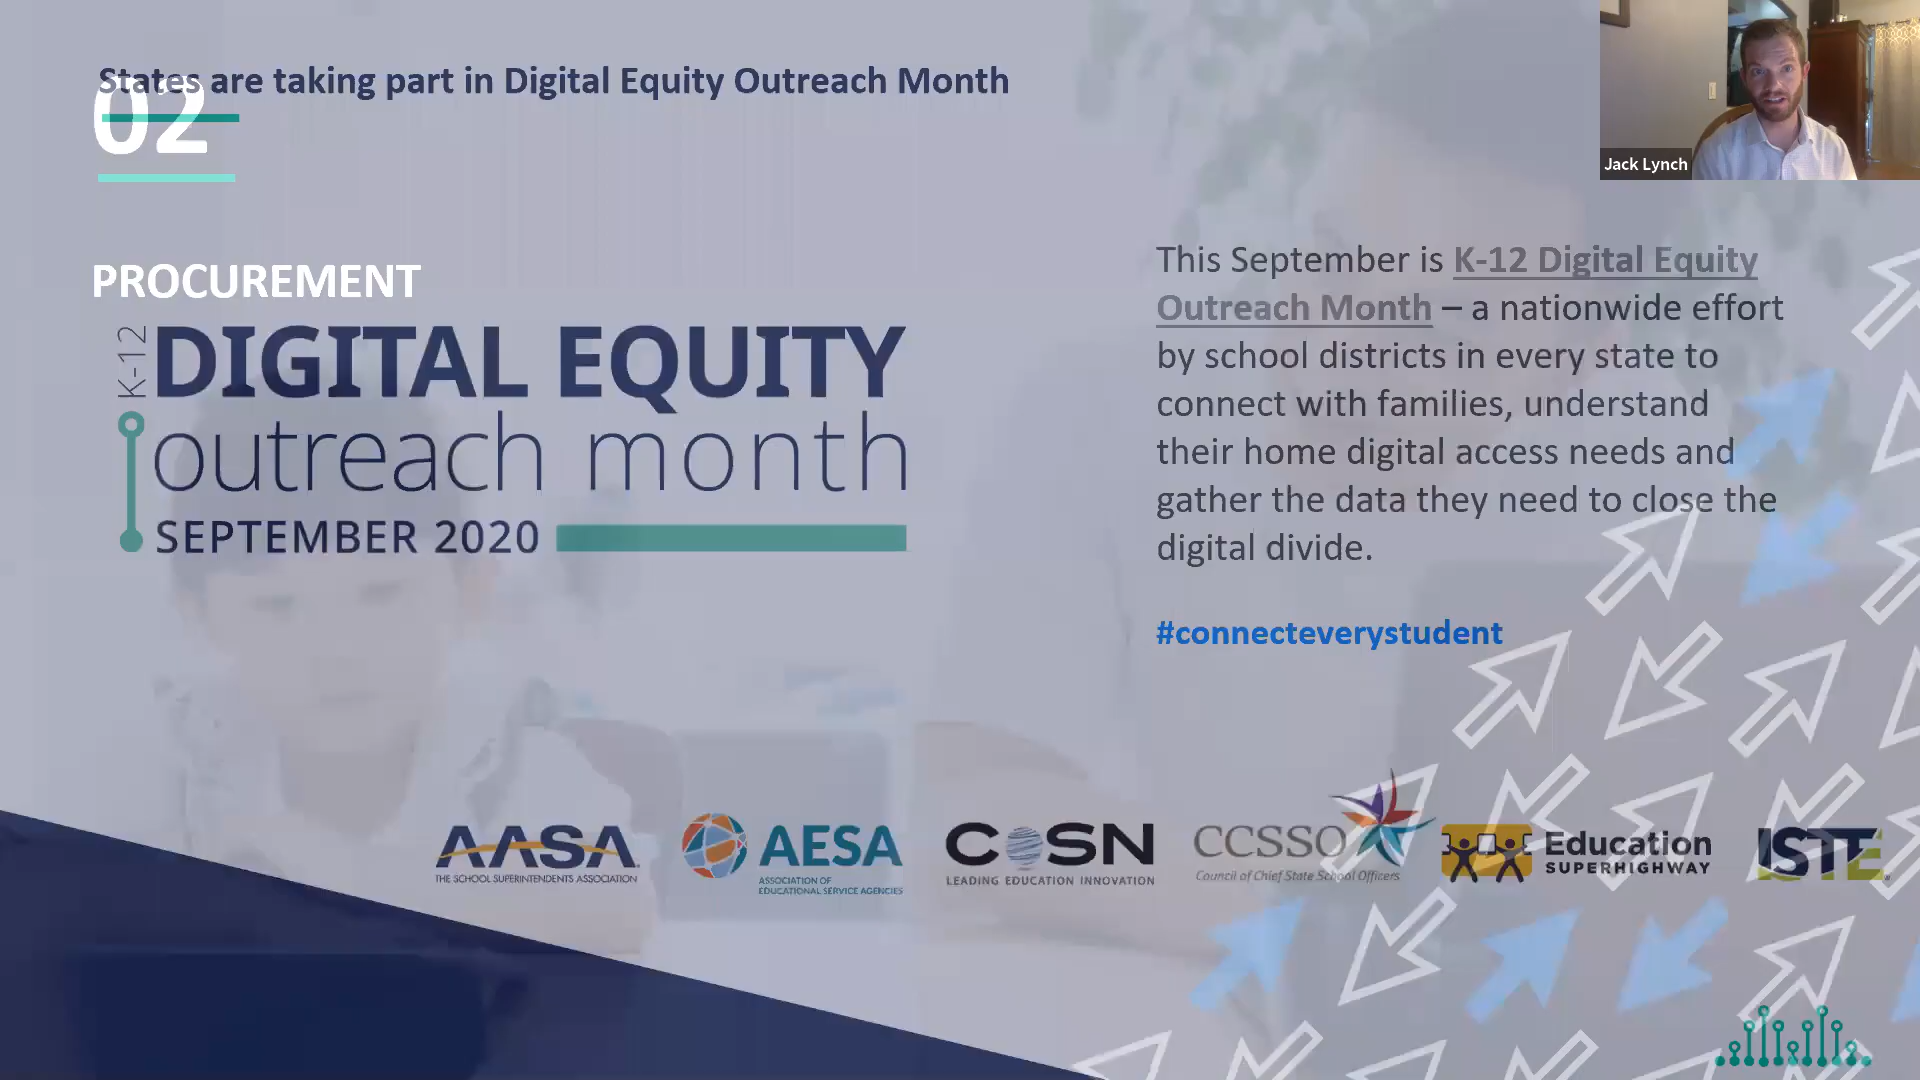 States are taking part in Digital Equity Outreach Month
02
Jack Lynch
PROCUREMENT
K-12
DIGITAL EQUITY
outreach month
SEPTEMBER 2020
This September is K-12 Digital Equity
Outreach Month – a nationwide effort
by school districts in every state to
connect with families, understand
their home digital access needs and
gather the data they need to close the
digital divide.
#connecteverystudent
AASA
THE SCHOOL SUPERINTENDENTS ASSOCIATION
AESA
ASSOCIATION OF
EDUCATIONAL SERVICE AGENCIES
COSN
LEADING EDUCATION INNOVATION
CCSSO
Council of Chief State School Officers
Education
SUPERHIGHWAY
ISTE